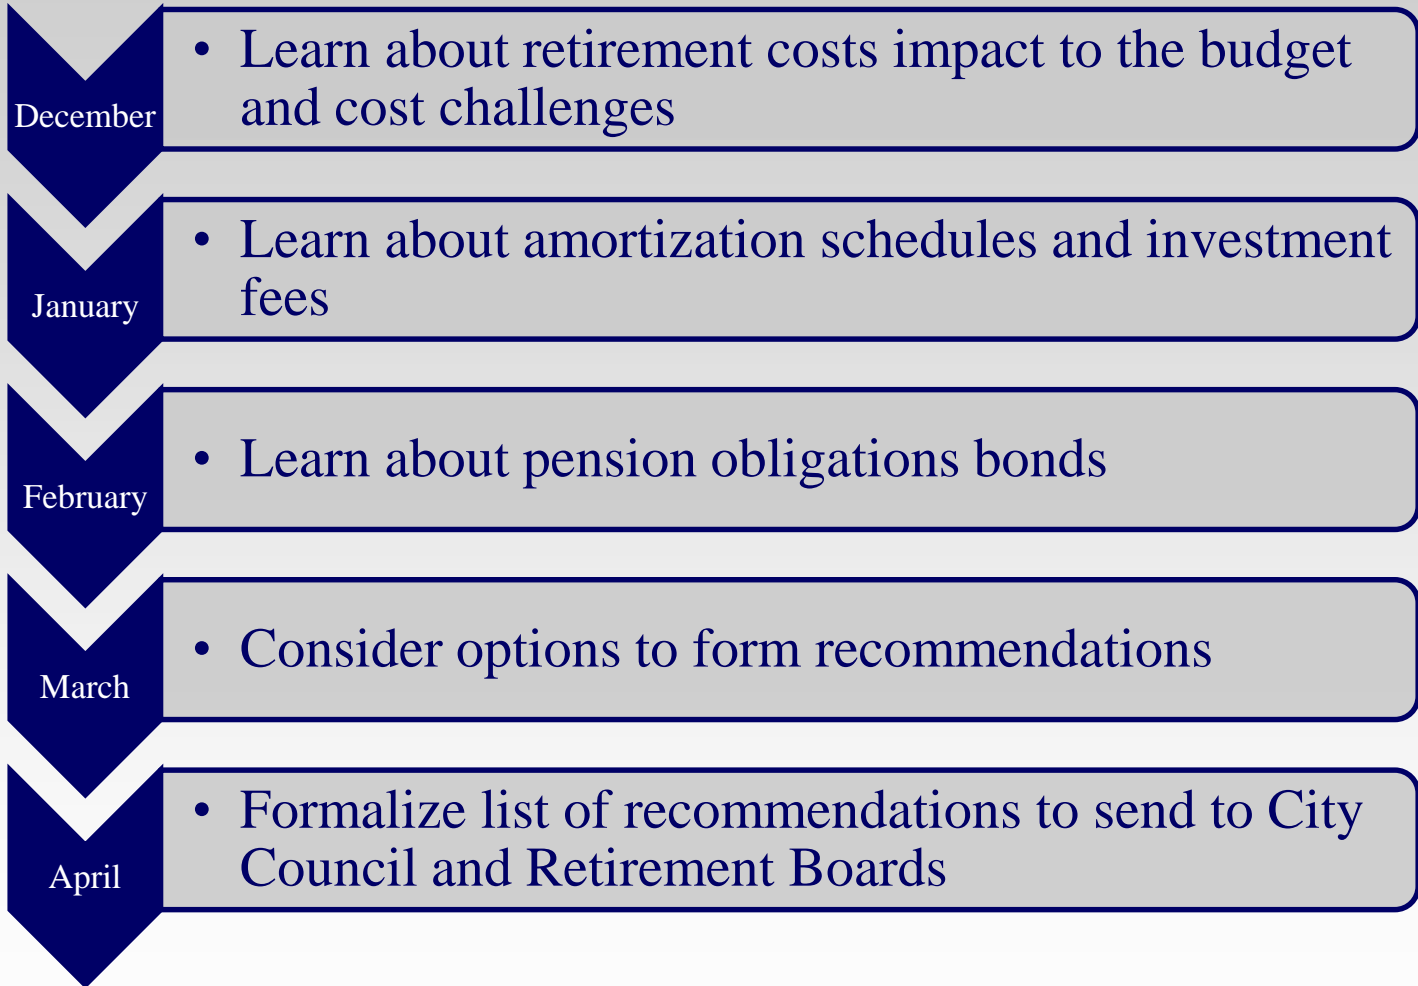 December
• Learn about retirement costs impact to the budget
and cost challenges
January
• Learn about amortization schedules and investment
fees
February
• Learn about pension obligations bonds
March
• Consider options to form recommendations
April
• Formalize list of recommendations to send to City
Council and Retirement Boards